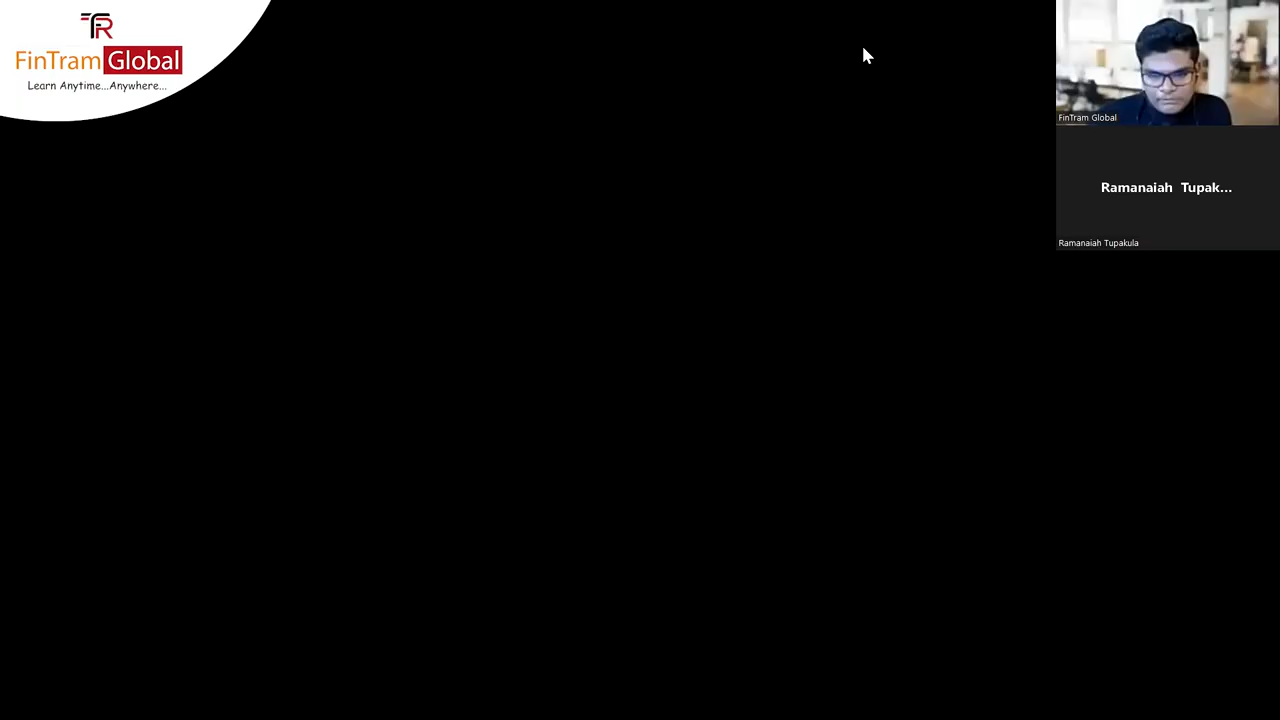 FinTram Global
Learn Anytime...Anywhere...
FinTram Global
Ramanaiah Tupak...
Ramanaiah Tupakula